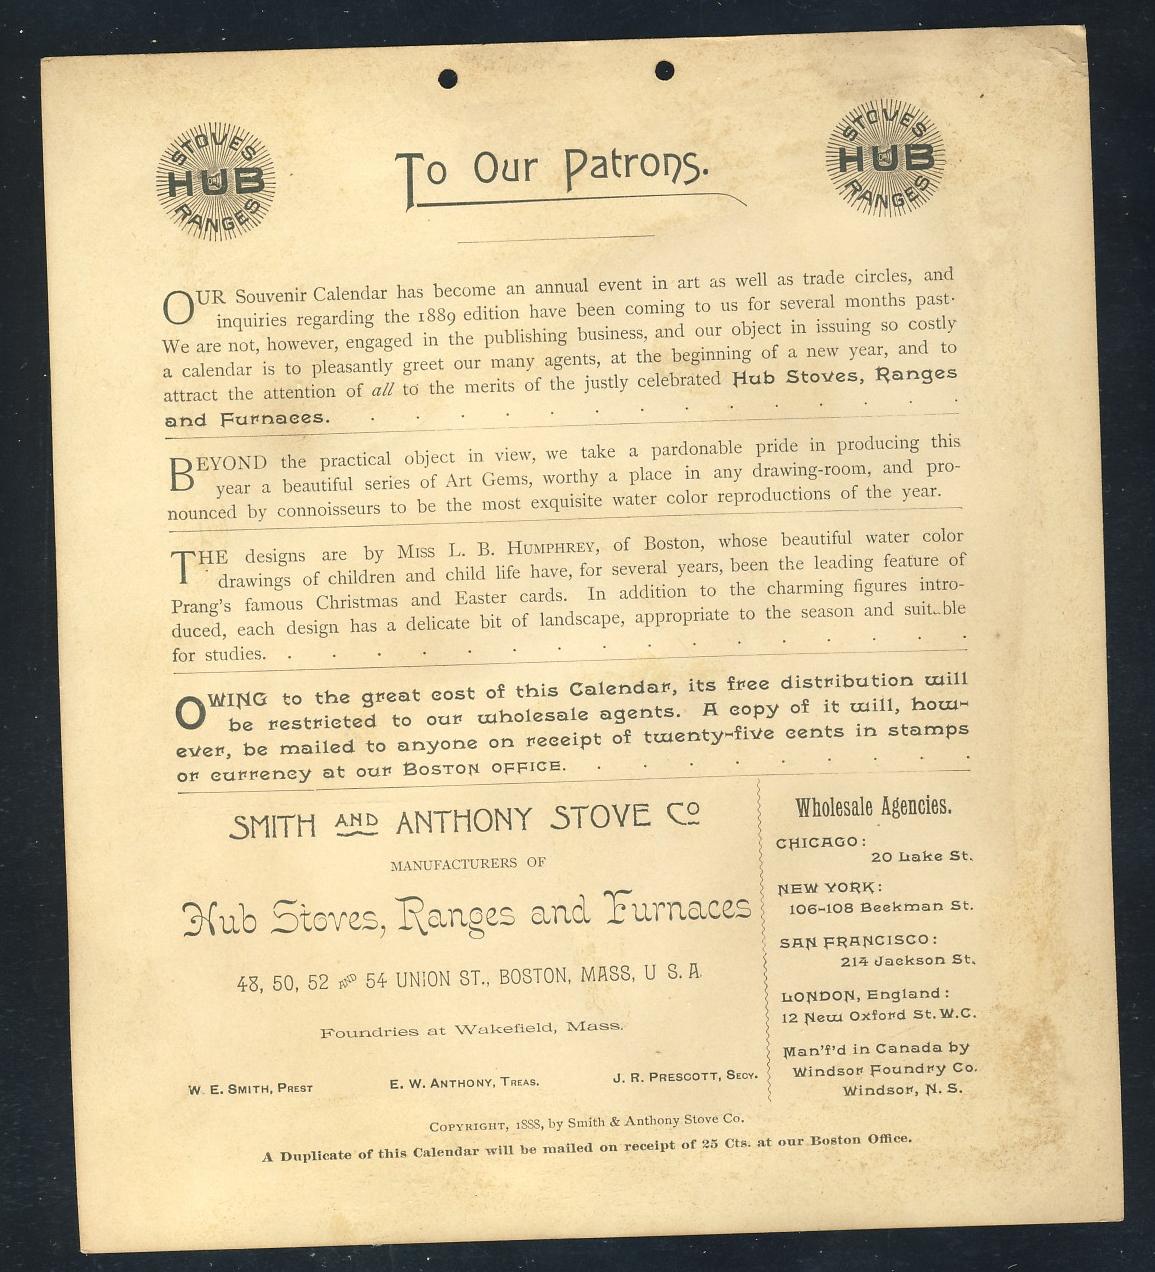 STOVES
HUB
RANGES
STOVES
HUB
RANGES
To Our Patrons.
OUR Souvenir Calendar has become an annual event in art as well as trade circles, and
inquiries regarding the 1889 edition have been coming to us for several months past.
We are not, however, engaged in the publishing business, and our object in issuing so costly
a calendar is to pleasantly greet our many agents, at the beginning of a new year, and to
attract the attention of all to the merits of the justly celebrated Hub Stoves, Ranges
and Furnaces. . . . . . . . . . . . . . .
BEYOND the practical object in view, we take a pardonable pride in producing this
year a beautiful series of Art Gems, worthy a place in any drawing-room, and pro-
nounced by connoisseurs to be the most exquisite water color reproductions of the year.
THE designs are by MISS L. B. HUMPHREY, of Boston, whose beautiful water color
drawings of children and child life have, for several years, been the leading feature of
Prang's famous Christmas and Easter cards. In addition to the charming figures intro-
duced, each design has a delicate bit of landscape, appropriate to the season and suitable
for studies. . . . . . . . . . . . . . . . .
OWING to the great cost of this Calendar, its free distribution will
be restricted to our wholesale agents. A copy of it will, how-
ever, be mailed to anyone on receipt of twenty-five cents in stamps
or currency at our BOSTON OFFICE. . . . . . . . . .
SMITH AND ANTHONY STOVE CO
MANUFACTURERS OF
Hub Stoves, Ranges and Furnaces
48, 50, 52 AND 54 UNION ST., BOSTON, MASS, U S. A.
Foundries at Wakefield, Mass.
W. E. SMITH, PREST
E. W. ANTHONY, TREAS.
J. R. PRESCOTT, SECY.
Wholesale Agencies.
CHICAGO:
20 Lake St.
NEW YORK:
106-108 Beekman St.
SAN FRANCISCO:
214 Jackson St.
LONDON, England:
12 New Oxford St. W.C.
Man'f'd in Canada by
Windsor Foundry Co.
Windsor, N. S.
COPYRIGHT, 1888, by Smith & Anthony Stove Co.
A Duplicate of this Calendar will be mailed on receipt of 25 Cts. at our Boston Office.